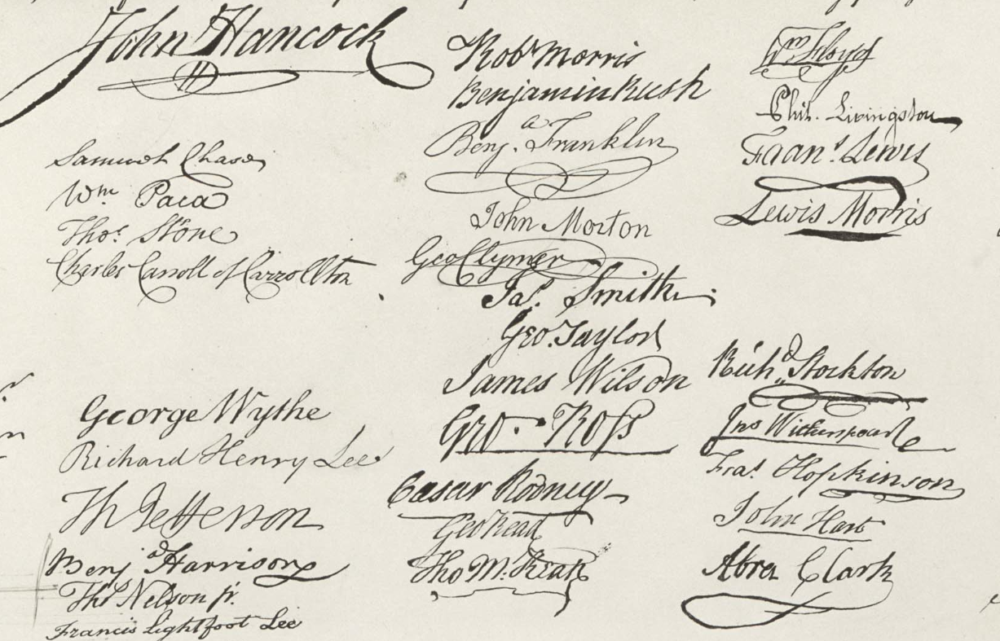 John Hancock
Samuel Chase
Wm Paca
Thos Stone
Charles Carroll of Carrollton
George Wythe
Richard Henry Lee
Th Jefferson
Benja Harrison
Thos Nelson jr.
Francis Lightfoot Lee
Robt Morris
Benjamin Rush
Benja. Franklin
John Morton
Geo Clymer
Jas. Smith.
Geo. Taylor
James Wilson
Geo. Ross
Caesar Rodney
Geo Read
Tho M:Kean
Wm Floyd
Phil. Livingston
Frans. Lewis
Lewis Morris
Richd. Stockton
Jno Witherspoon
Fras. Hopkinson
John Hart
Abra Clark